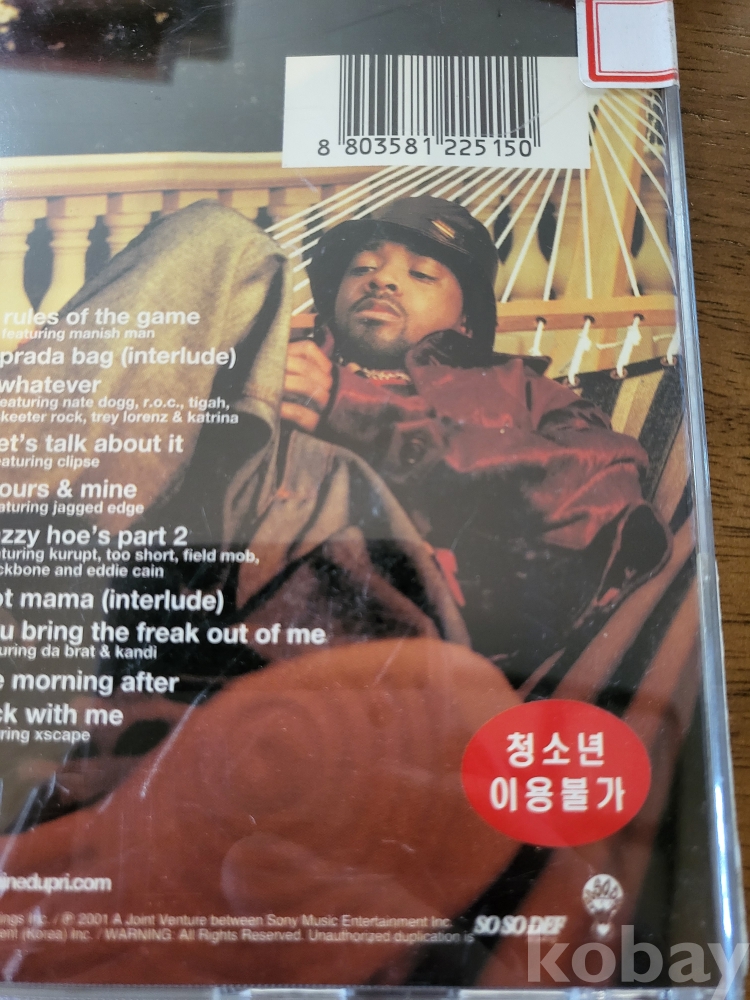 8 803581 225150
rules of the game
featuring manish man
prada bag (interlude)
whatever
eaturing nate dogg, r.o.c., tigah,
keeter rock, trey lorenz & katrina
et's talk about it
eaturing clipse
ours & mine
aturing jagged edge
zzy hoe's part 2
turing kurupt, too short, field mob,
ckbone and eddie cain
ot mama (interlude)
u bring the freak out of me
uring da brat & kandi
e morning after
ck with me
ring xscape
청소년
이용불가
inedupri.com
ings Inc. / ℗ 2001 A Joint Venture between Sony Music Entertainment Inc.
ent (Korea) Inc. / WARNING: All Rights Reserved. Unauthorized duplication is
SO SO DEF
kobay